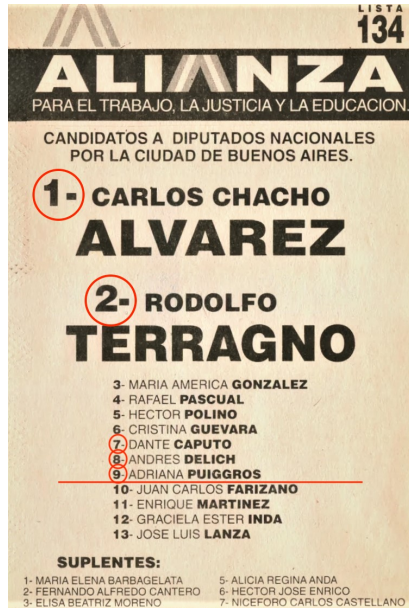 LISTA
134
ALIANZA
PARA EL TRABAJO, LA JUSTICIA Y LA EDUCACION.
CANDIDATOS A DIPUTADOS NACIONALES
POR LA CIUDAD DE BUENOS AIRES.
1- CARLOS CHACHO
ALVAREZ
2- RODOLFO
TERRAGNO
3- MARIA AMERICA GONZALEZ
4- RAFAEL PASCUAL
5- HECTOR POLINO
6- CRISTINA GUEVARA
7- DANTE CAPUTO
8- ANDRES DELICH
9- ADRIANA PUIGGROS
10- JUAN CARLOS FARIZANO
11- ENRIQUE MARTINEZ
12- GRACIELA ESTER INDA
13- JOSE LUIS LANZA
SUPLENTES:
1- MARIA ELENA BARBAGELATA
2- FERNANDO ALFREDO CANTERO
3- ELISA BEATRIZ MORENO
5- ALICIA REGINA ANDA
6- HECTOR JOSE ENRICO
7- NICEFORO CARLOS CASTELLANO